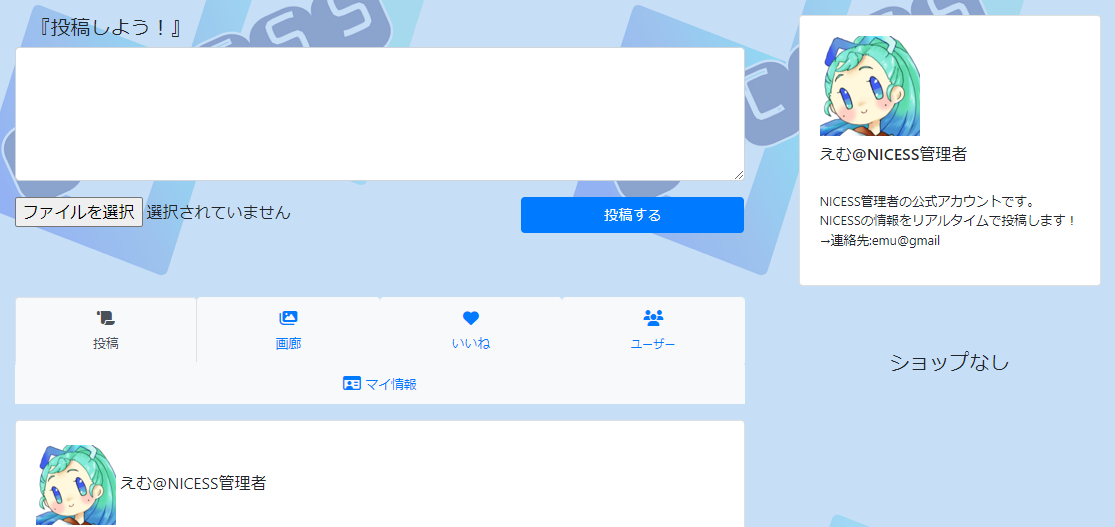 『投稿しよう！』
ファイルを選択 選択されていません
投稿する
投稿
画廊
いいね
ユーザー
マイ情報
えむ@NICESS管理者
えむ@NICESS管理者
NICESS管理者の公式アカウントです。
NICESSの情報をリアルタイムで投稿します！
→連絡先:emu@gmail
ショップなし